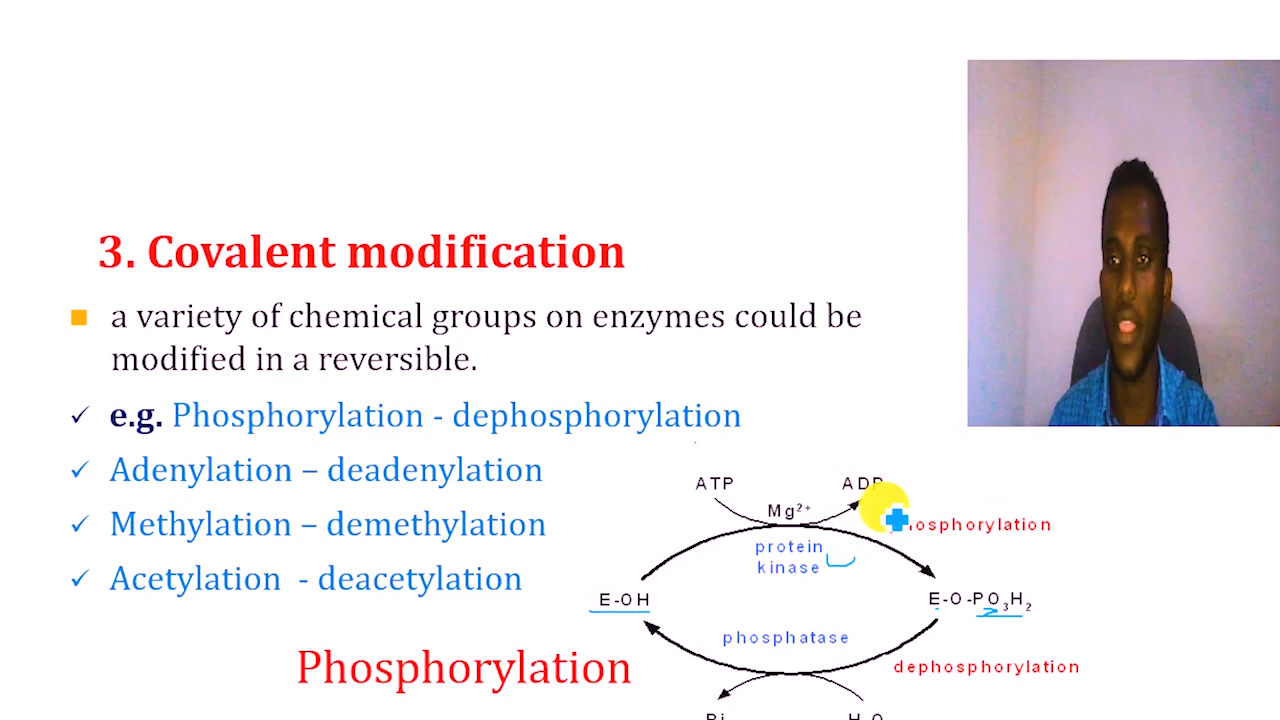 3. Covalent modification
a variety of chemical groups on enzymes could be
modified in a reversible.
e.g. Phosphorylation - dephosphorylation
Adenylation – deadenylation
Methylation – demethylation
Acetylation - deacetylation
Phosphorylation
ATP
ADP
Mg²⁺
protein
kinase
E-OH
E-O-PO₃H₂
phosphatase
dephosphorylation